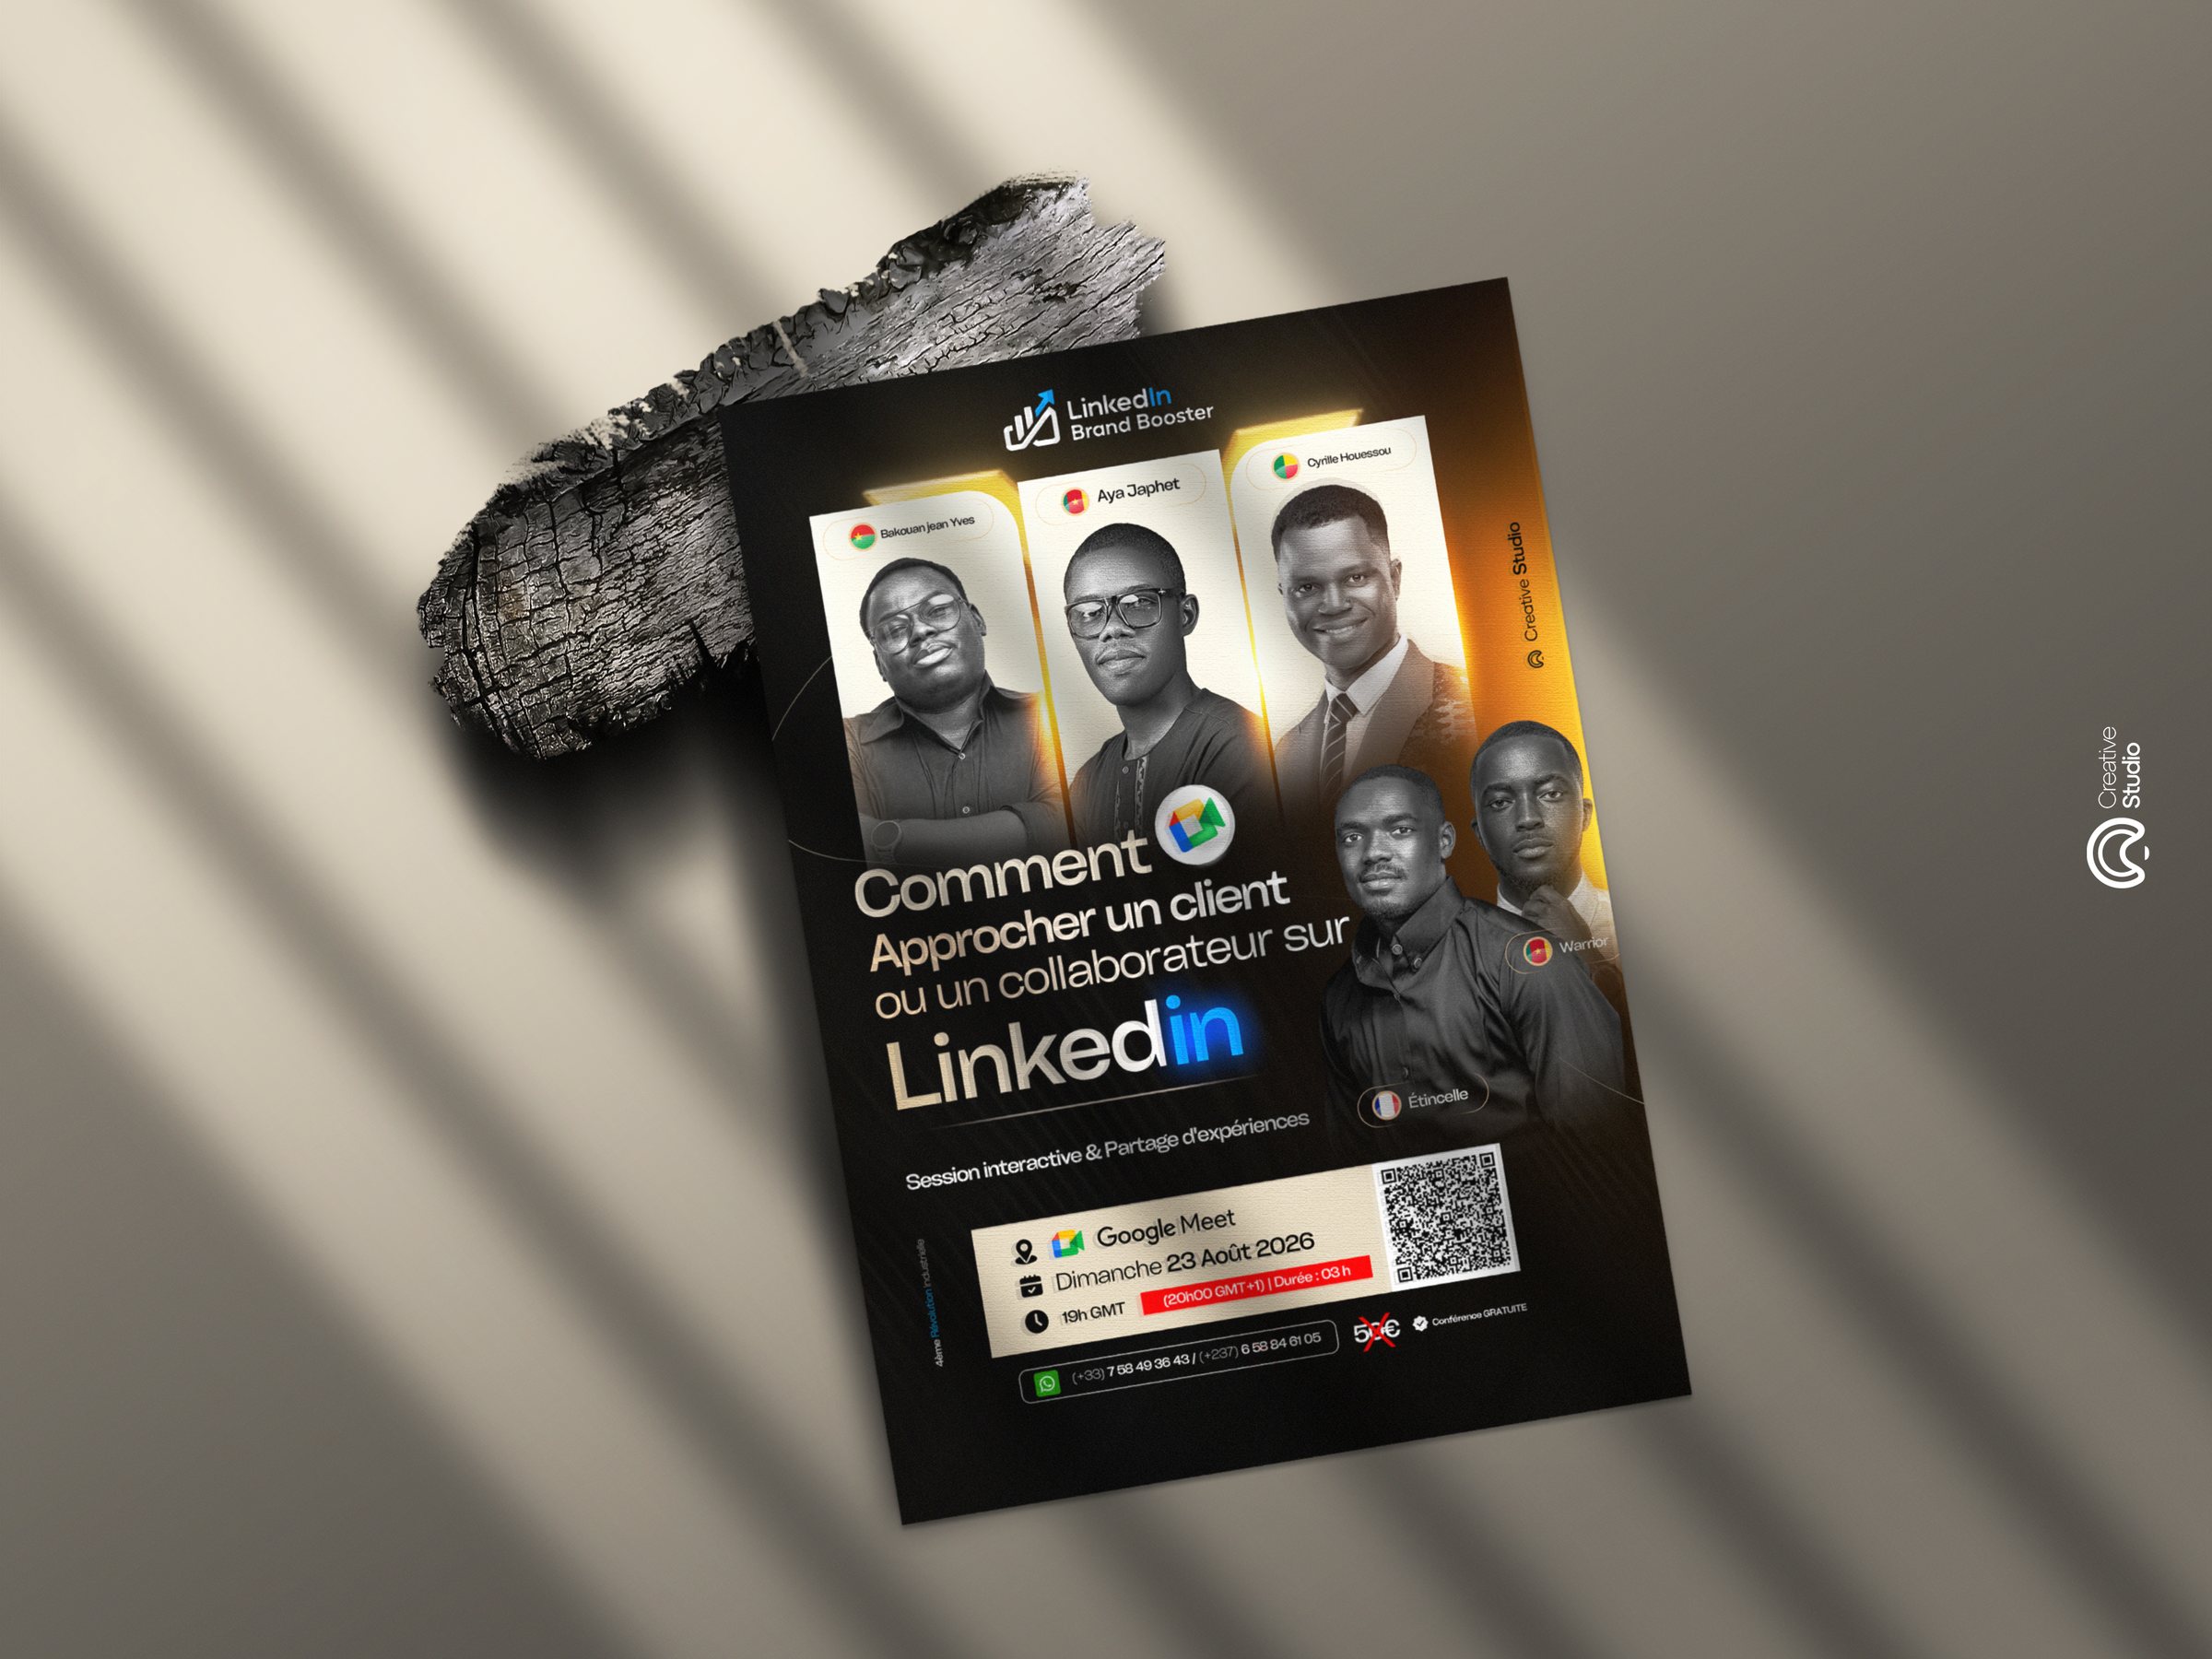 LinkedIn
Brand Booster
Bakouan jean Yves
Aya Japhet
Cyrille Houessou
Creative Studio
Comment
Approcher un client
ou un collaborateur sur
Linkedin
Warrior
Étincelle
Session interactive & Partage d'expériences
Google Meet
Dimanche 23 Août 2026
19h GMT (20h00 GMT+1) | Durée : 03 h
(+33) 7 58 49 36 43 / (+237) 6 58 84 61 05
50€ Conférence GRATUITE
4ème Révolution Industrielle
Creative
Studio